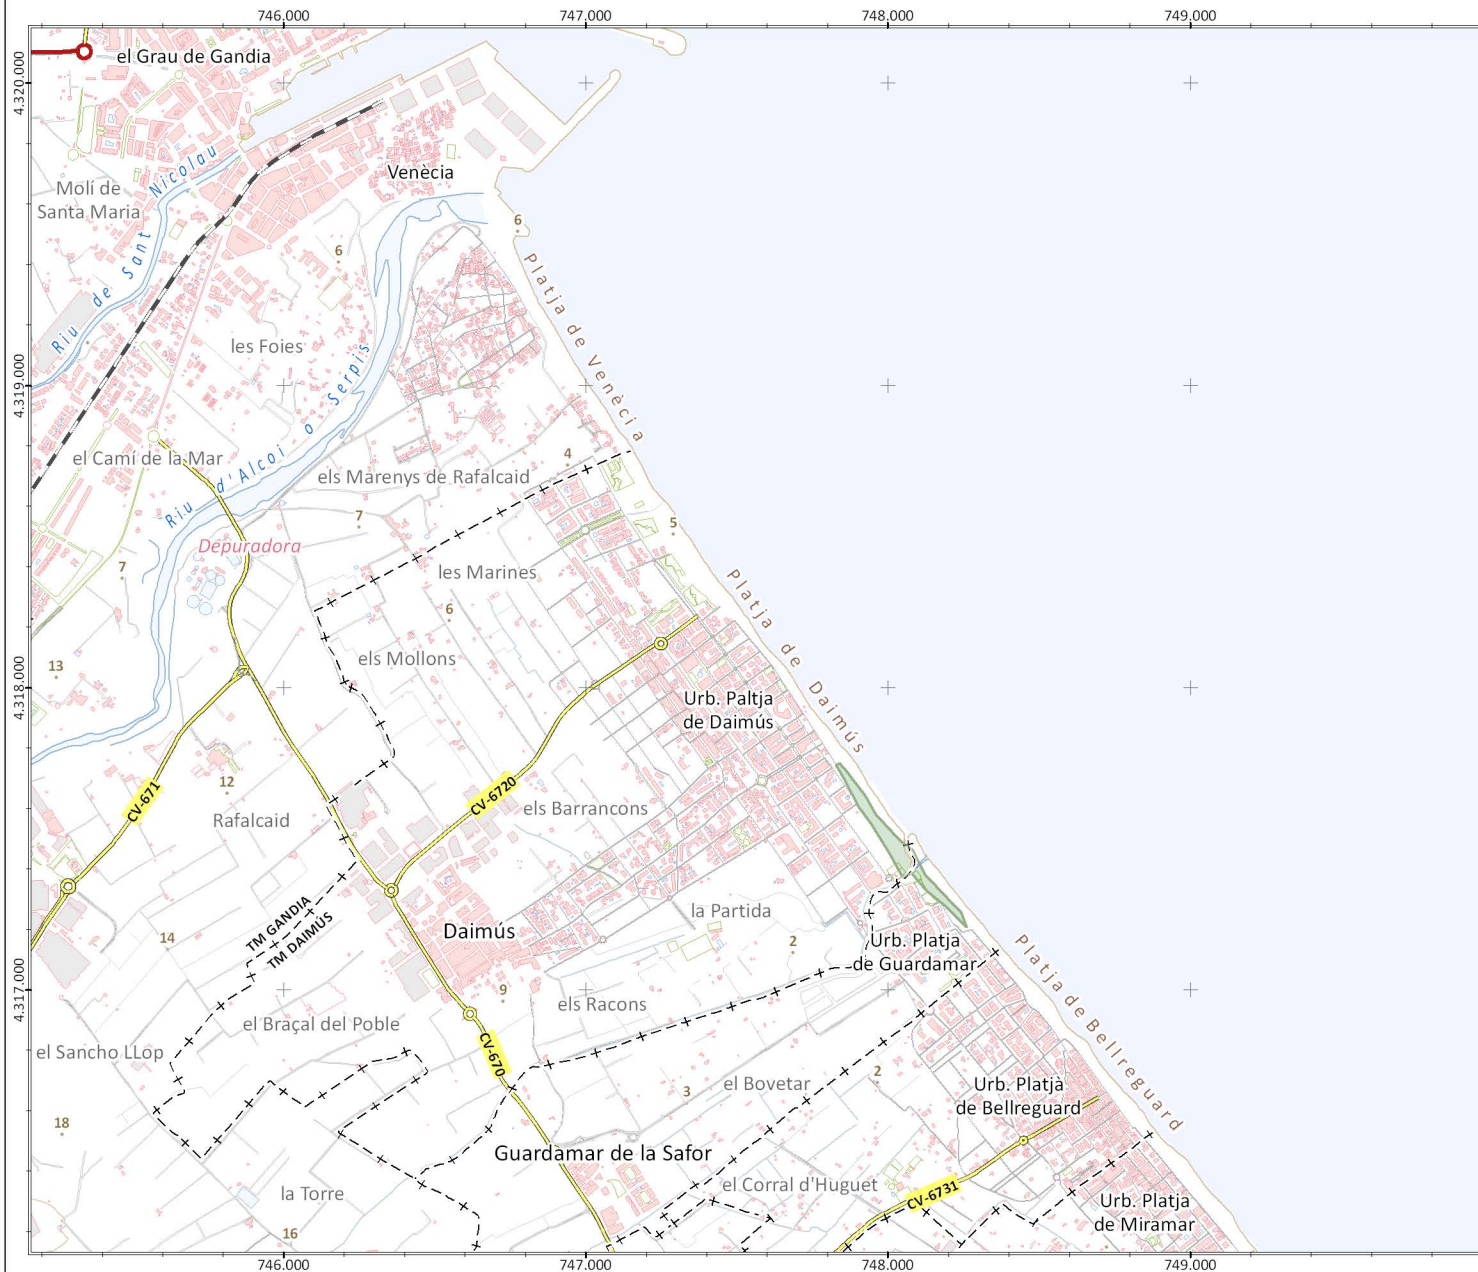 746.000
747.000
748.000
749.000
4.320.000
el Grau de Gandia
Venècia
Molí de
Santa Maria
Riu de Sant Nicolau
6
6
Platja de Venècia
les Foies
4.319.000
Riu d'Alcoi o Serpis
el Camí de la Mar
els Marenys de Rafalcaid
4
7
5
Depuradora
7
les Marines
6
Platja de Daimús
13
els Mollons
4.318.000
Urb. Paltja
de Daimús
12
CV-671
CV-6720
els Barrancons
Rafalcaid
TM GANDIA
TM DAIMÚS
14
Daimús
la Partida
2
Urb. Platja
de Guardamar
4.317.000
9
els Racons
Platja de Bellreguard
el Braçal del Poble
el Sancho LLop
CV-670
3
el Bovetar
2
Urb. Platjà
de Bellreguard
18
Guardamar de la Safor
la Torre
el Corral d'Huguet
CV-6731
Urb. Platja
de Miramar
16
746.000
747.000
748.000
749.000